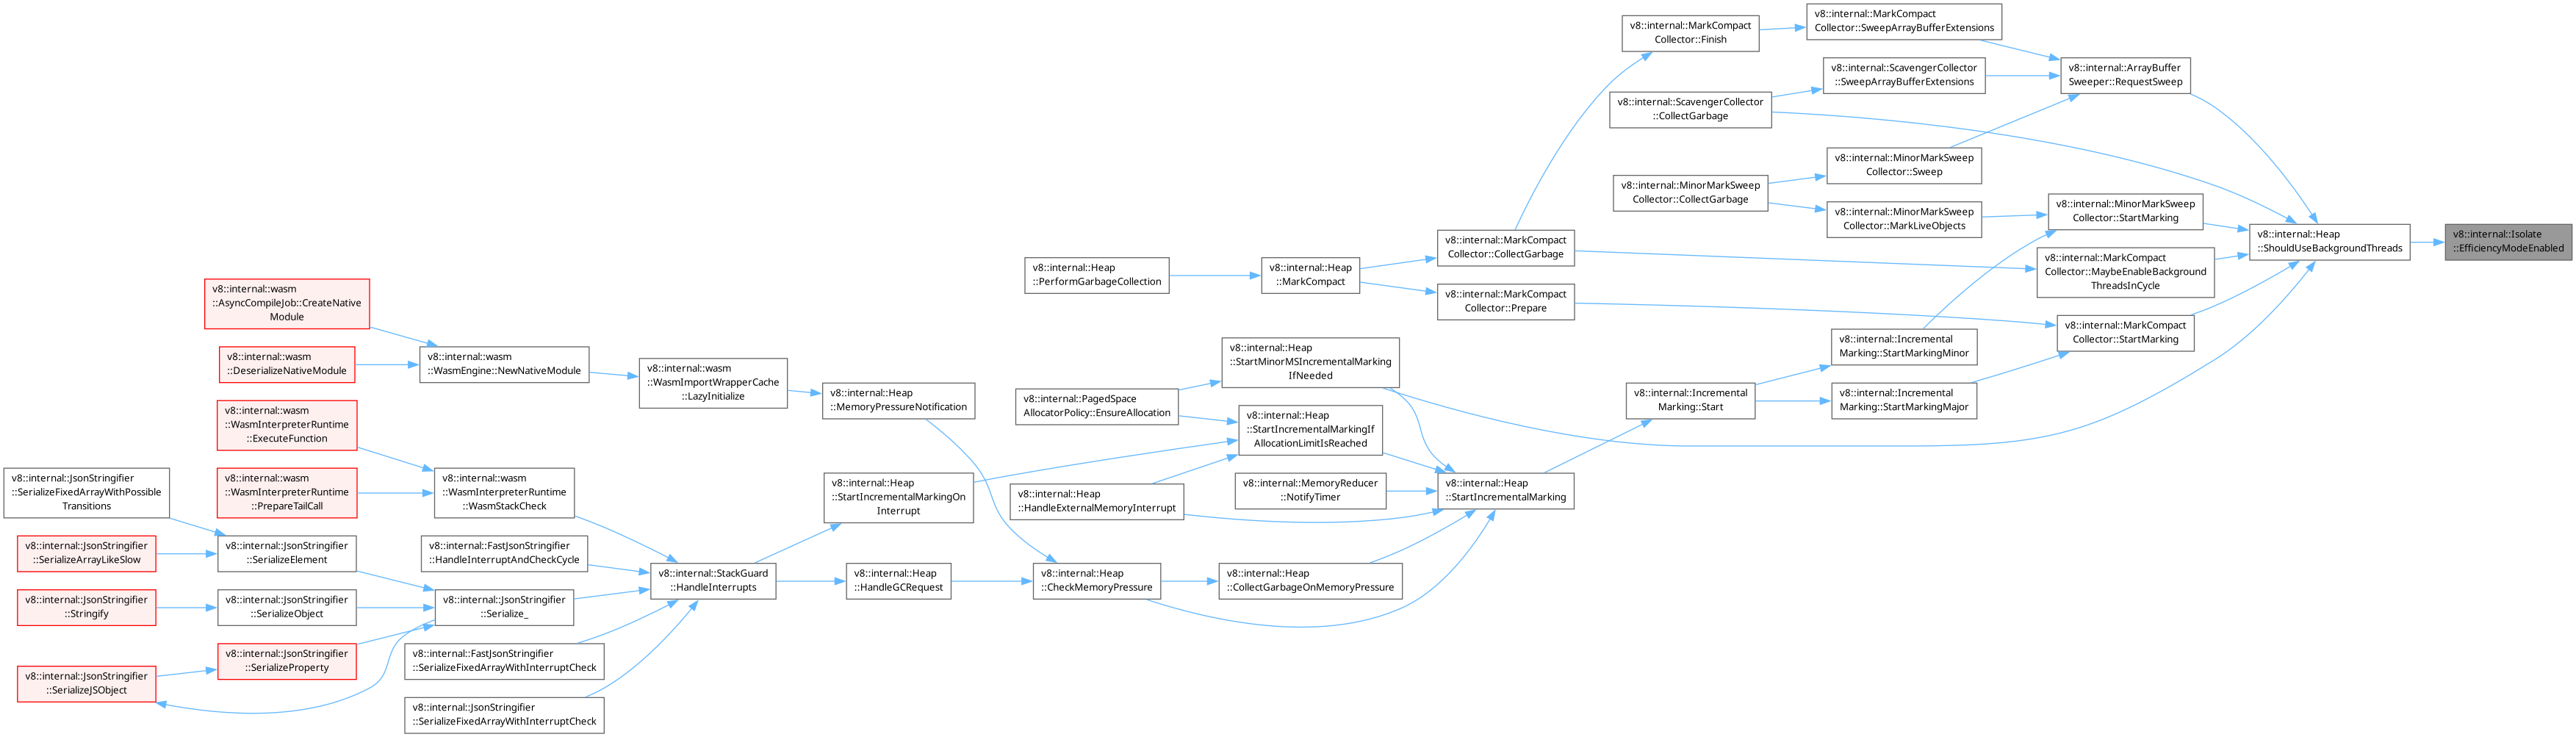 v8::internal::MarkCompact
Collector::SweepArrayBufferExtensions
v8::internal::MarkCompact
Collector::Finish
v8::internal::ScavengerCollector
::SweepArrayBufferExtensions
v8::internal::ArrayBuffer
Sweeper::RequestSweep
v8::internal::ScavengerCollector
::CollectGarbage
v8::internal::MinorMarkSweep
Collector::Sweep
v8::internal::MinorMarkSweep
Collector::CollectGarbage
v8::internal::MinorMarkSweep
Collector::MarkLiveObjects
v8::internal::MinorMarkSweep
Collector::StartMarking
v8::internal::Heap
::ShouldUseBackgroundThreads
v8::internal::Isolate
::EfficiencyModeEnabled
v8::internal::MarkCompact
Collector::CollectGarbage
v8::internal::MarkCompact
Collector::MaybeEnableBackground
ThreadsInCycle
v8::internal::Heap
::PerformGarbageCollection
v8::internal::Heap
::MarkCompact
v8::internal::MarkCompact
Collector::Prepare
v8::internal::MarkCompact
Collector::StartMarking
v8::internal::wasm
::AsyncCompileJob::CreateNative
Module
v8::internal::Incremental
Marking::StartMarkingMinor
v8::internal::Heap
::StartMinorMSIncrementalMarking
IfNeeded
v8::internal::wasm
::DeserializeNativeModule
v8::internal::wasm
::WasmEngine::NewNativeModule
v8::internal::wasm
::WasmImportWrapperCache
::LazyInitialize
v8::internal::Heap
::MemoryPressureNotification
v8::internal::PagedSpace
AllocatorPolicy::EnsureAllocation
v8::internal::Incremental
Marking::Start
v8::internal::Incremental
Marking::StartMarkingMajor
v8::internal::wasm
::WasmInterpreterRuntime
::ExecuteFunction
v8::internal::Heap
::StartIncrementalMarkingIf
AllocationLimitIsReached
v8::internal::JsonStringifier
::SerializeFixedArrayWithPossible
Transitions
v8::internal::wasm
::WasmInterpreterRuntime
::PrepareTailCall
v8::internal::wasm
::WasmInterpreterRuntime
::WasmStackCheck
v8::internal::Heap
::StartIncrementalMarkingOn
Interrupt
v8::internal::Heap
::HandleExternalMemoryInterrupt
v8::internal::MemoryReducer
::NotifyTimer
v8::internal::Heap
::StartIncrementalMarking
v8::internal::JsonStringifier
::SerializeArrayLikeSlow
v8::internal::JsonStringifier
::SerializeElement
v8::internal::FastJsonStringifier
::HandleInterruptAndCheckCycle
v8::internal::StackGuard
::HandleInterrupts
v8::internal::Heap
::HandleGCRequest
v8::internal::Heap
::CheckMemoryPressure
v8::internal::Heap
::CollectGarbageOnMemoryPressure
v8::internal::JsonStringifier
::Stringify
v8::internal::JsonStringifier
::SerializeObject
v8::internal::JsonStringifier
::Serialize_
v8::internal::JsonStringifier
::SerializeProperty
v8::internal::FastJsonStringifier
::SerializeFixedArrayWithInterruptCheck
v8::internal::JsonStringifier
::SerializeJSObject
v8::internal::JsonStringifier
::SerializeFixedArrayWithInterruptCheck